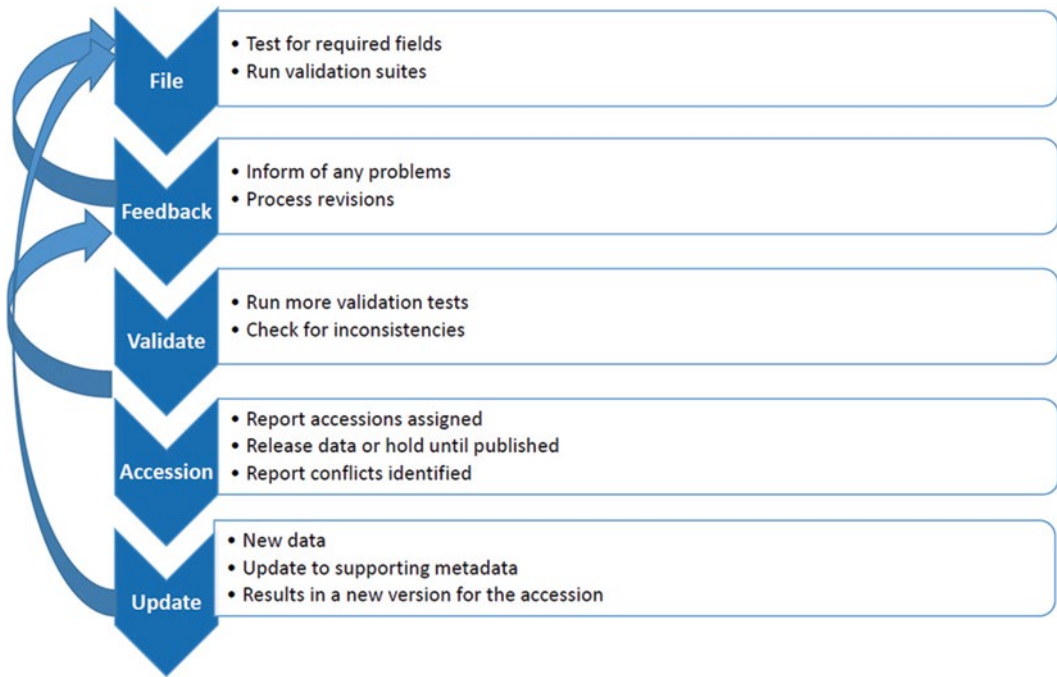 File
• Test for required fields
• Run validation suites
Feedback
• Inform of any problems
• Process revisions
Validate
• Run more validation tests
• Check for inconsistencies
Accession
• Report accessions assigned
• Release data or hold until published
• Report conflicts identified
Update
• New data
• Update to supporting metadata
• Results in a new version for the accession